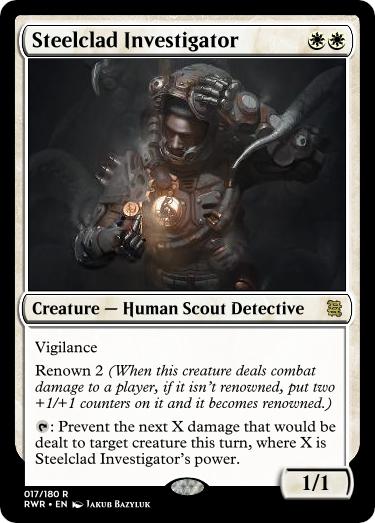 Steelclad Investigator
Creature — Human Scout Detective
Vigilance
Renown 2 (When this creature deals combat
damage to a player, if it isn't renowned, put two
+1/+1 counters on it and it becomes renowned.)
: Prevent the next X damage that would be
dealt to target creature this turn, where X is
Steelclad Investigator's power.
1/1
017/180 R
RWR • EN Jakub Bazyluk